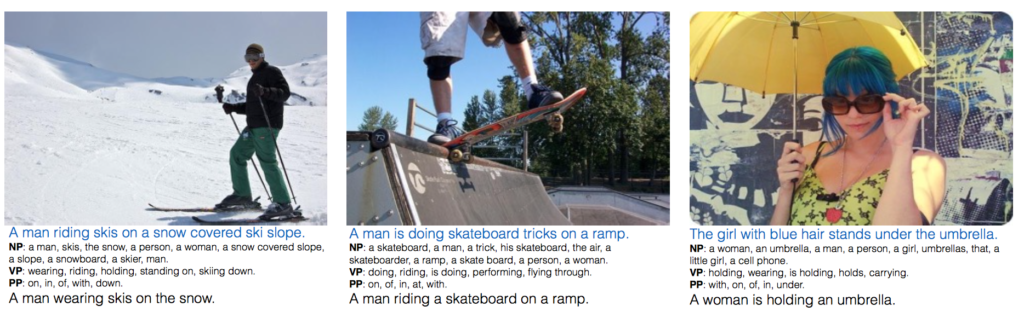 A man riding skis on a snow covered ski slope.
NP: a man, skis, the snow, a person, a woman, a snow covered slope,
a slope, a snowboard, a skier, man.
VP: wearing, riding, holding, standing on, skiing down.
PP: on, in, of, with, down.
A man wearing skis on the snow.
A man is doing skateboard tricks on a ramp.
NP: a skateboard, a man, a trick, his skateboard, the air, a
skateboarder, a ramp, a skate board, a person, a woman.
VP: doing, riding, is doing, performing, flying through.
PP: on, of, in, at, with.
A man riding a skateboard on a ramp.
The girl with blue hair stands under the umbrella.
NP: a woman, an umbrella, a man, a person, a girl, umbrellas, that, a
little girl, a cell phone.
VP: holding, wearing, is holding, holds, carrying.
PP: with, on, of, in, under.
A woman is holding an umbrella.